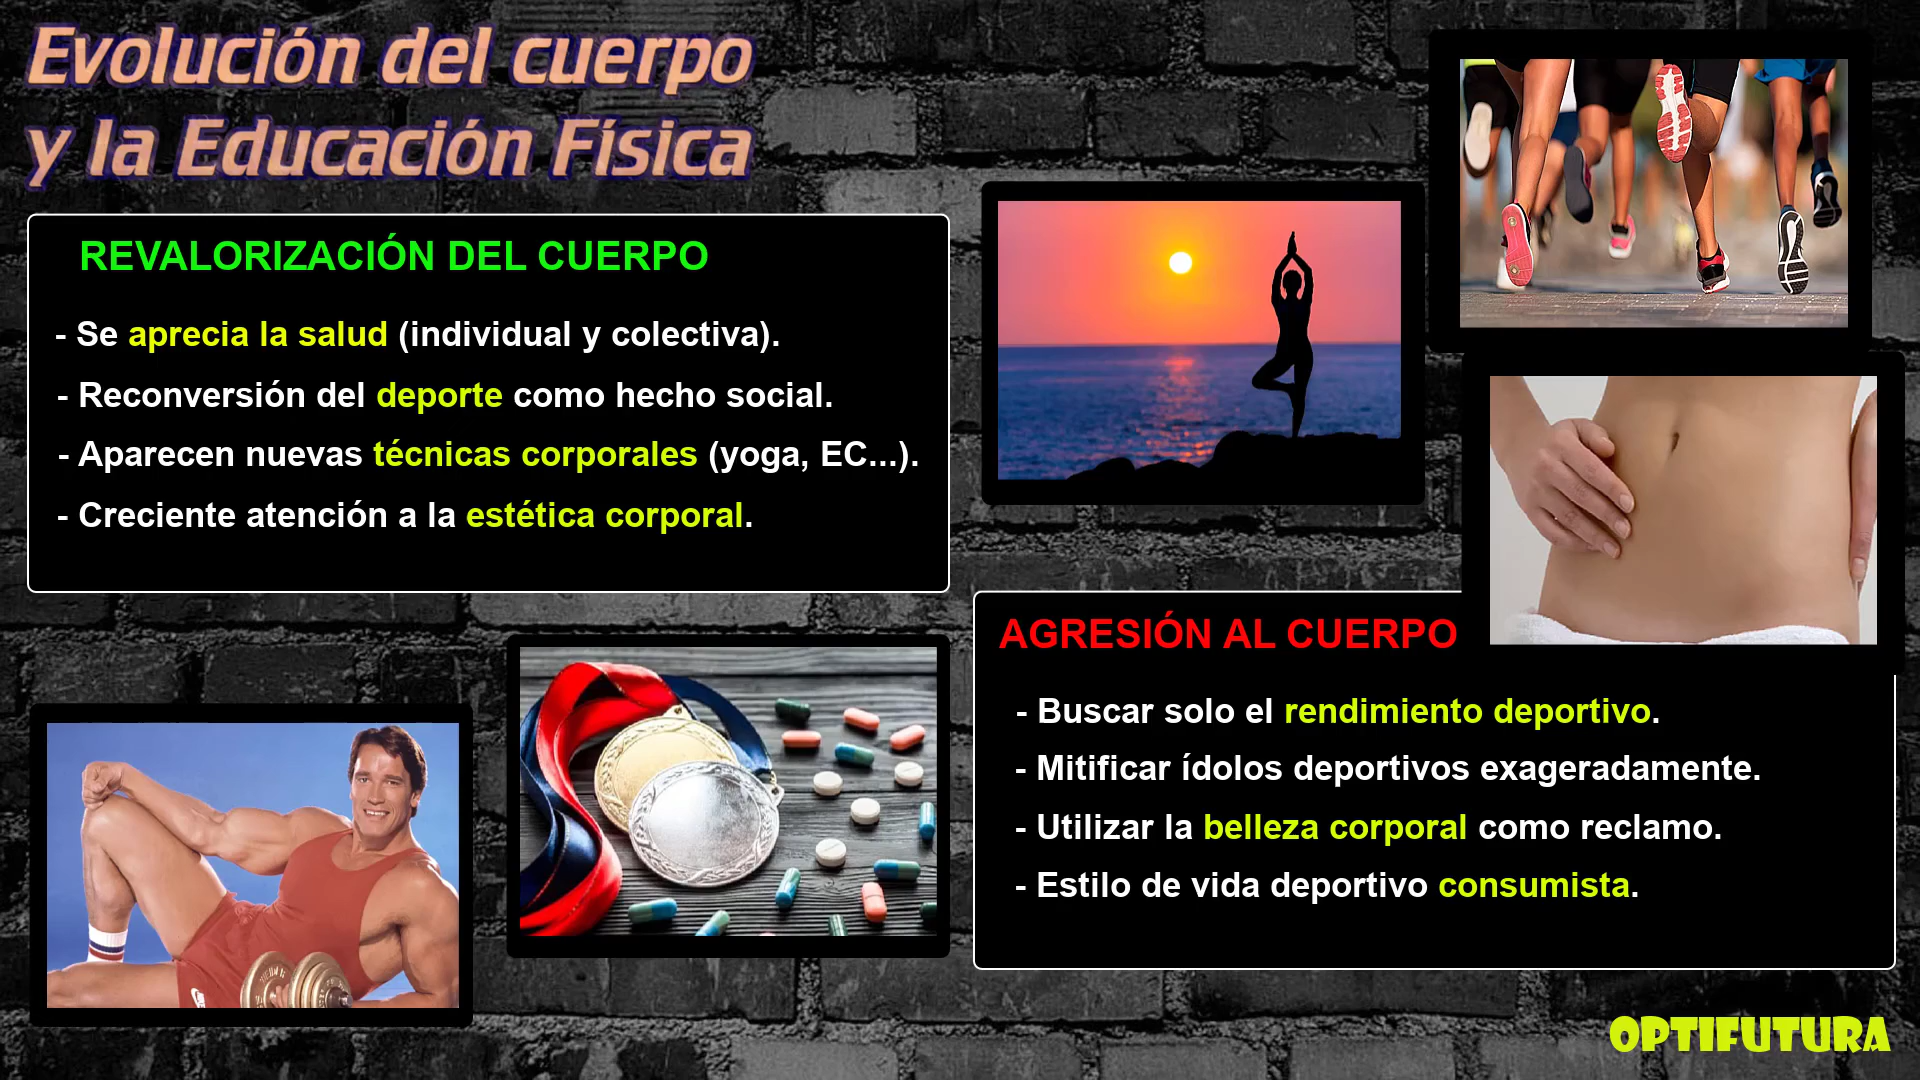 Evolución del cuerpo
y la Educación Física
REVALORIZACIÓN DEL CUERPO
- Se aprecia la salud (individual y colectiva).
- Reconversión del deporte como hecho social.
- Aparecen nuevas técnicas corporales (yoga, EC...).
- Creciente atención a la estética corporal.
AGRESIÓN AL CUERPO
- Buscar solo el rendimiento deportivo.
- Mitificar ídolos deportivos exageradamente.
- Utilizar la belleza corporal como reclamo.
- Estilo de vida deportivo consumista.
OPTIFUTURA